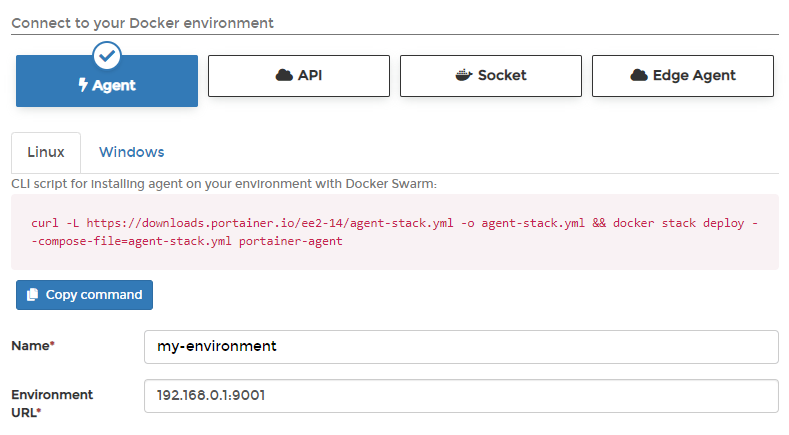 Connect to your Docker environment
Agent
API
Socket
Edge Agent
Linux
Windows
CLI script for installing agent on your environment with Docker Swarm:
curl -L https://downloads.portainer.io/ee2-14/agent-stack.yml -o agent-stack.yml && docker stack deploy -
-compose-file=agent-stack.yml portainer-agent
Copy command
Name*
my-environment
Environment
URL*
192.168.0.1:9001